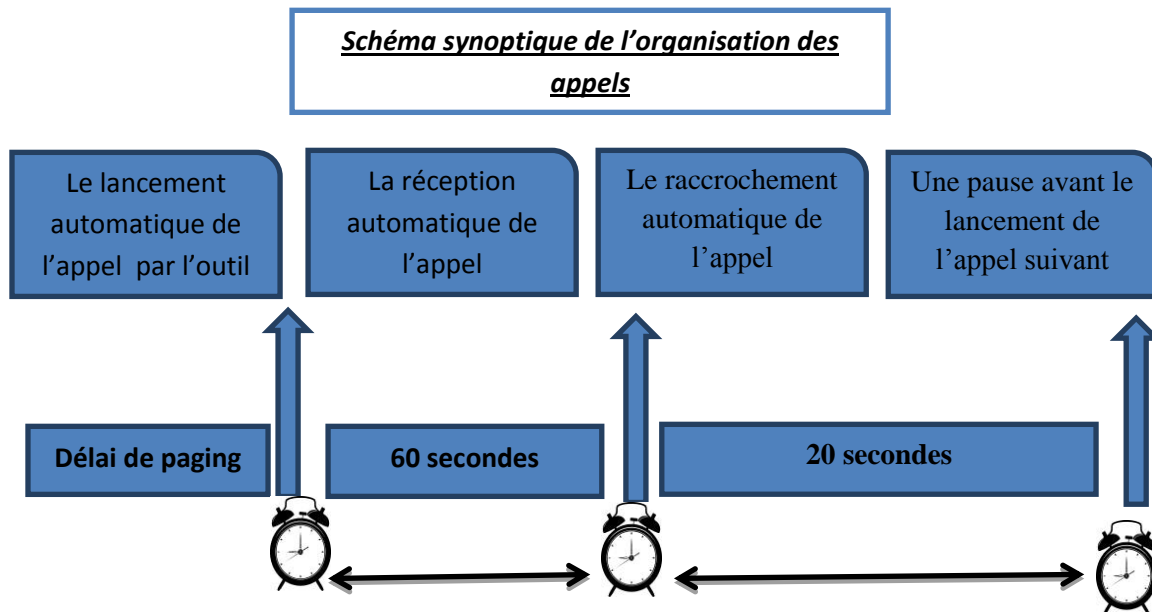 Schéma synoptique de l’organisation des
appels
Le lancement
automatique de
l’appel par l’outil
La réception
automatique de
l’appel
Le raccrochement
automatique de
l’appel
Une pause avant le
lancement de
l’appel suivant
Délai de paging
60 secondes
20 secondes